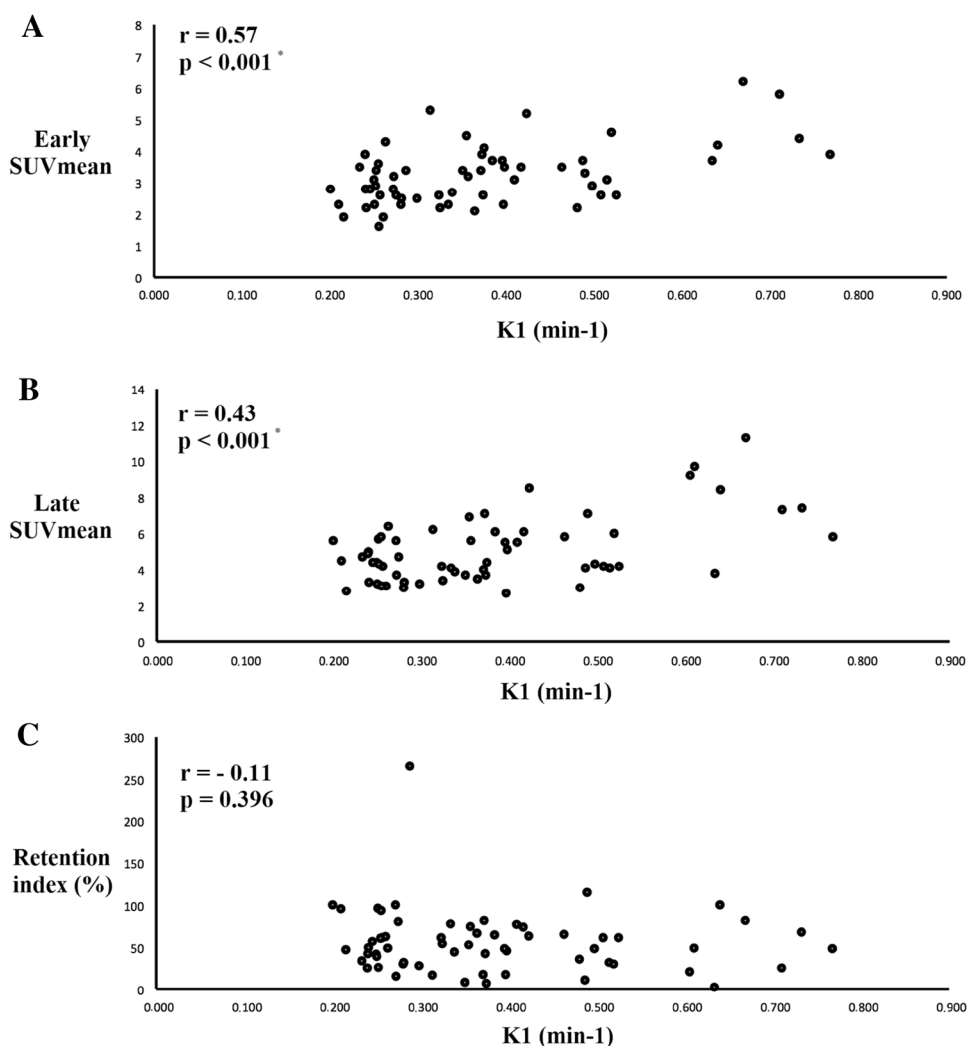 A
r = 0.57
p < 0.001 *
Early
SUVmean
8
7
6
5
4
3
2
1
0
0.000 0.100 0.200 0.300 0.400 0.500 0.600 0.700 0.800 0.900
K1 (min-1)
B
r = 0.43
p < 0.001 *
Late
SUVmean
14
12
10
8
6
4
2
0
0.000 0.100 0.200 0.300 0.400 0.500 0.600 0.700 0.800 0.900
K1 (min-1)
C
r = - 0.11
p = 0.396
Retention
index (%)
300
250
200
150
100
50
0
0.000 0.100 0.200 0.300 0.400 0.500 0.600 0.700 0.800 0.900
K1 (min-1)